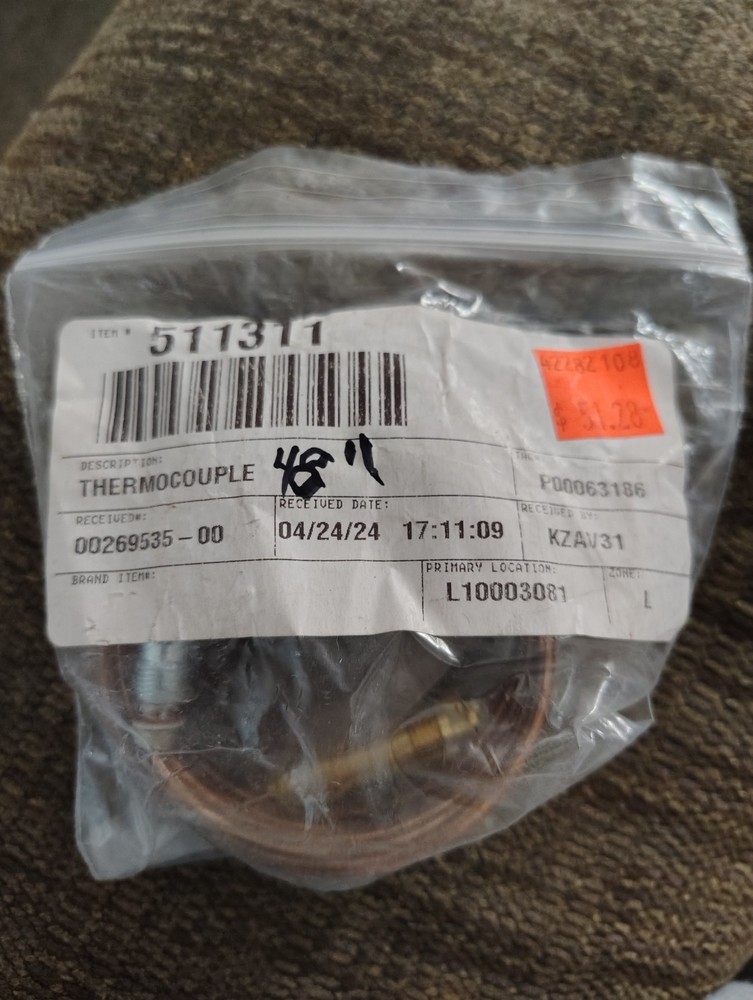 ITEM # 511311
42282108
$ 51.28
DESCRIPTION:
THERMOCOUPLE 48"
P00063186
RECEIVED#: RECEIVED DATE: RECEIVED BY:
00269535-00 04/24/24 17:11:09 KZAV31
BRAND ITEM#: PRIMARY LOCATION: ZONE:
L10003081 L